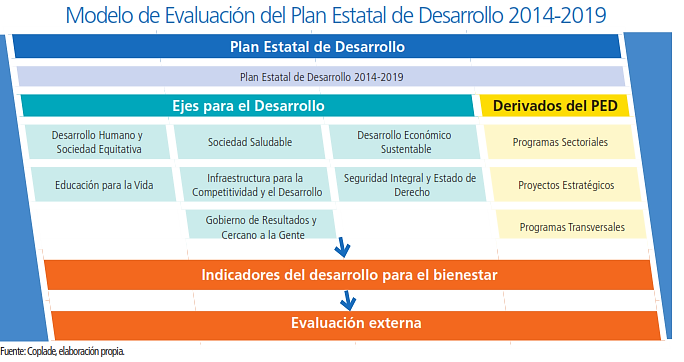 Modelo de Evaluación del Plan Estatal de Desarrollo 2014-2019
Plan Estatal de Desarrollo
Plan Estatal de Desarrollo 2014-2019
Ejes para el Desarrollo
Derivados del PED
Desarrollo Humano y
Sociedad Equitativa
Sociedad Saludable
Desarrollo Económico
Sustentable
Programas Sectoriales
Educación para la Vida
Infraestructura para la
Competitividad y el Desarrollo
Seguridad Integral y Estado de
Derecho
Proyectos Estratégicos
Gobierno de Resultados y
Cercano a la Gente
Programas Transversales
Indicadores del desarrollo para el bienestar
Evaluación externa
Fuente: Coplade, elaboración propia.